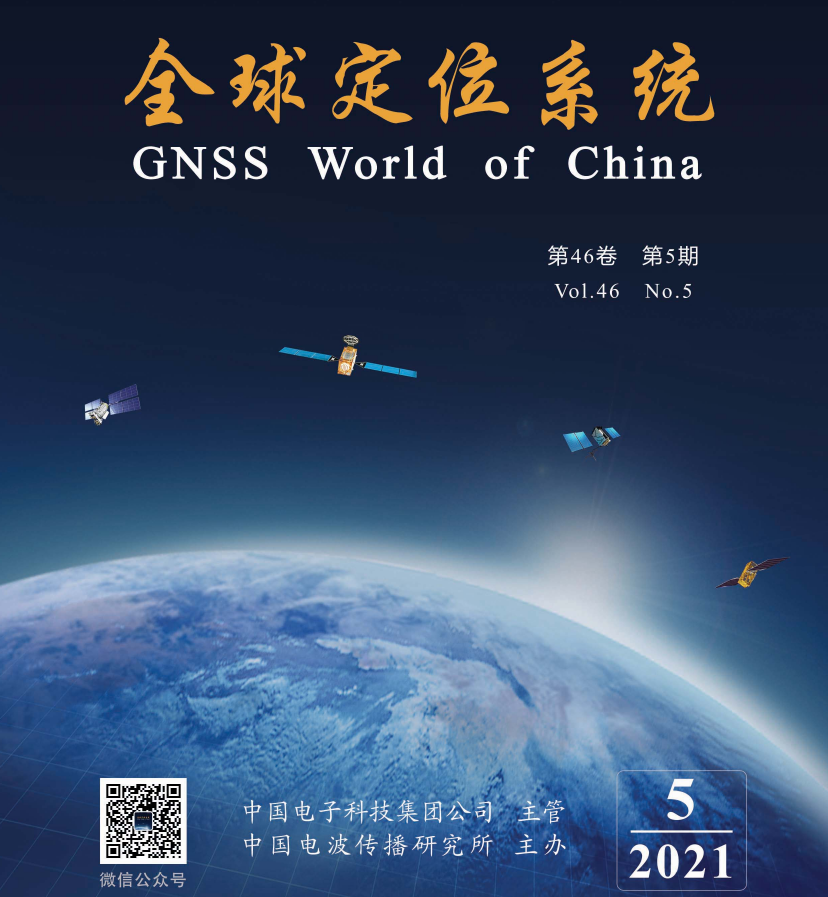 全球定位系统
GNSS World of China
第46卷 第5期
Vol.46 No.5
中国电子科技集团公司 主管
中国电波传播研究所 主办
微信公众号
5
2021